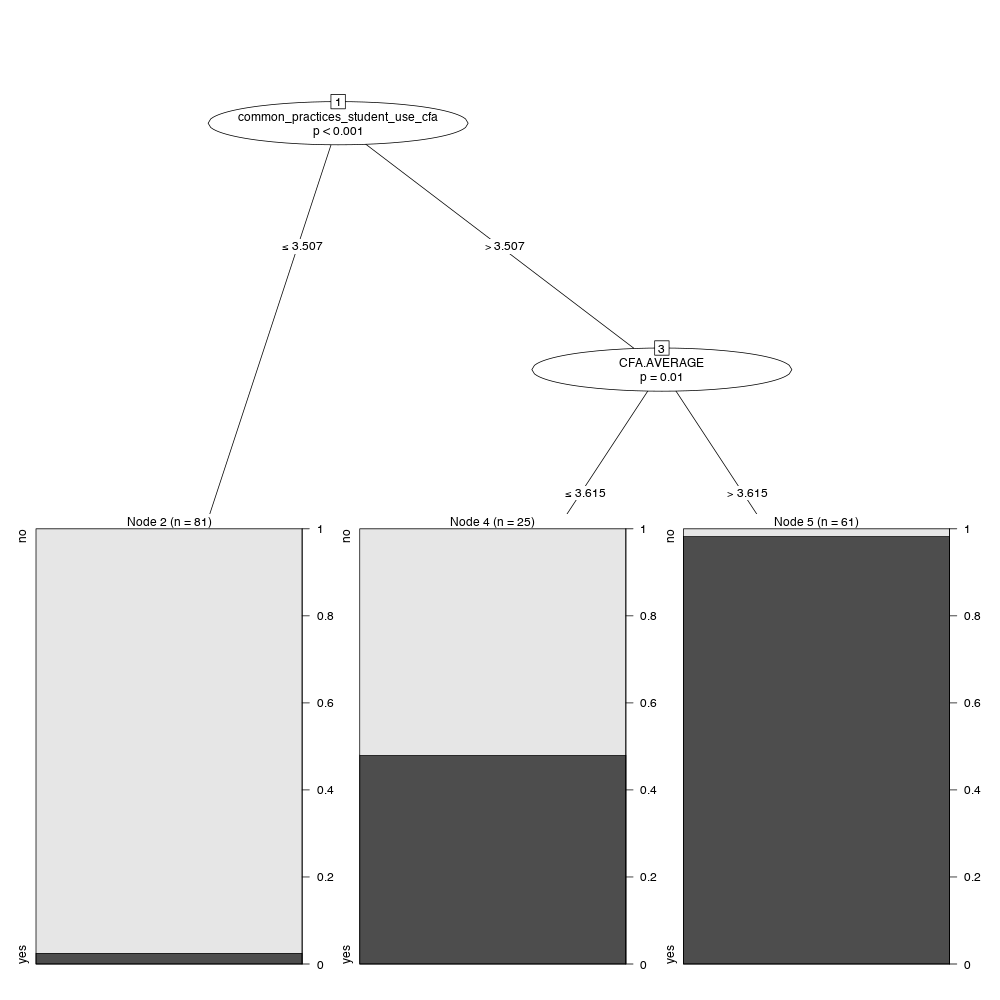 1
common_practices_student_use_cfa
p < 0.001
≤ 3.507
> 3.507
3
CFA.AVERAGE
p = 0.01
≤ 3.615
> 3.615
Node 2 (n = 81)
no
yes
1
0.8
0.6
0.4
0.2
0
Node 4 (n = 25)
no
yes
1
0.8
0.6
0.4
0.2
0
Node 5 (n = 61)
no
yes
1
0.8
0.6
0.4
0.2
0